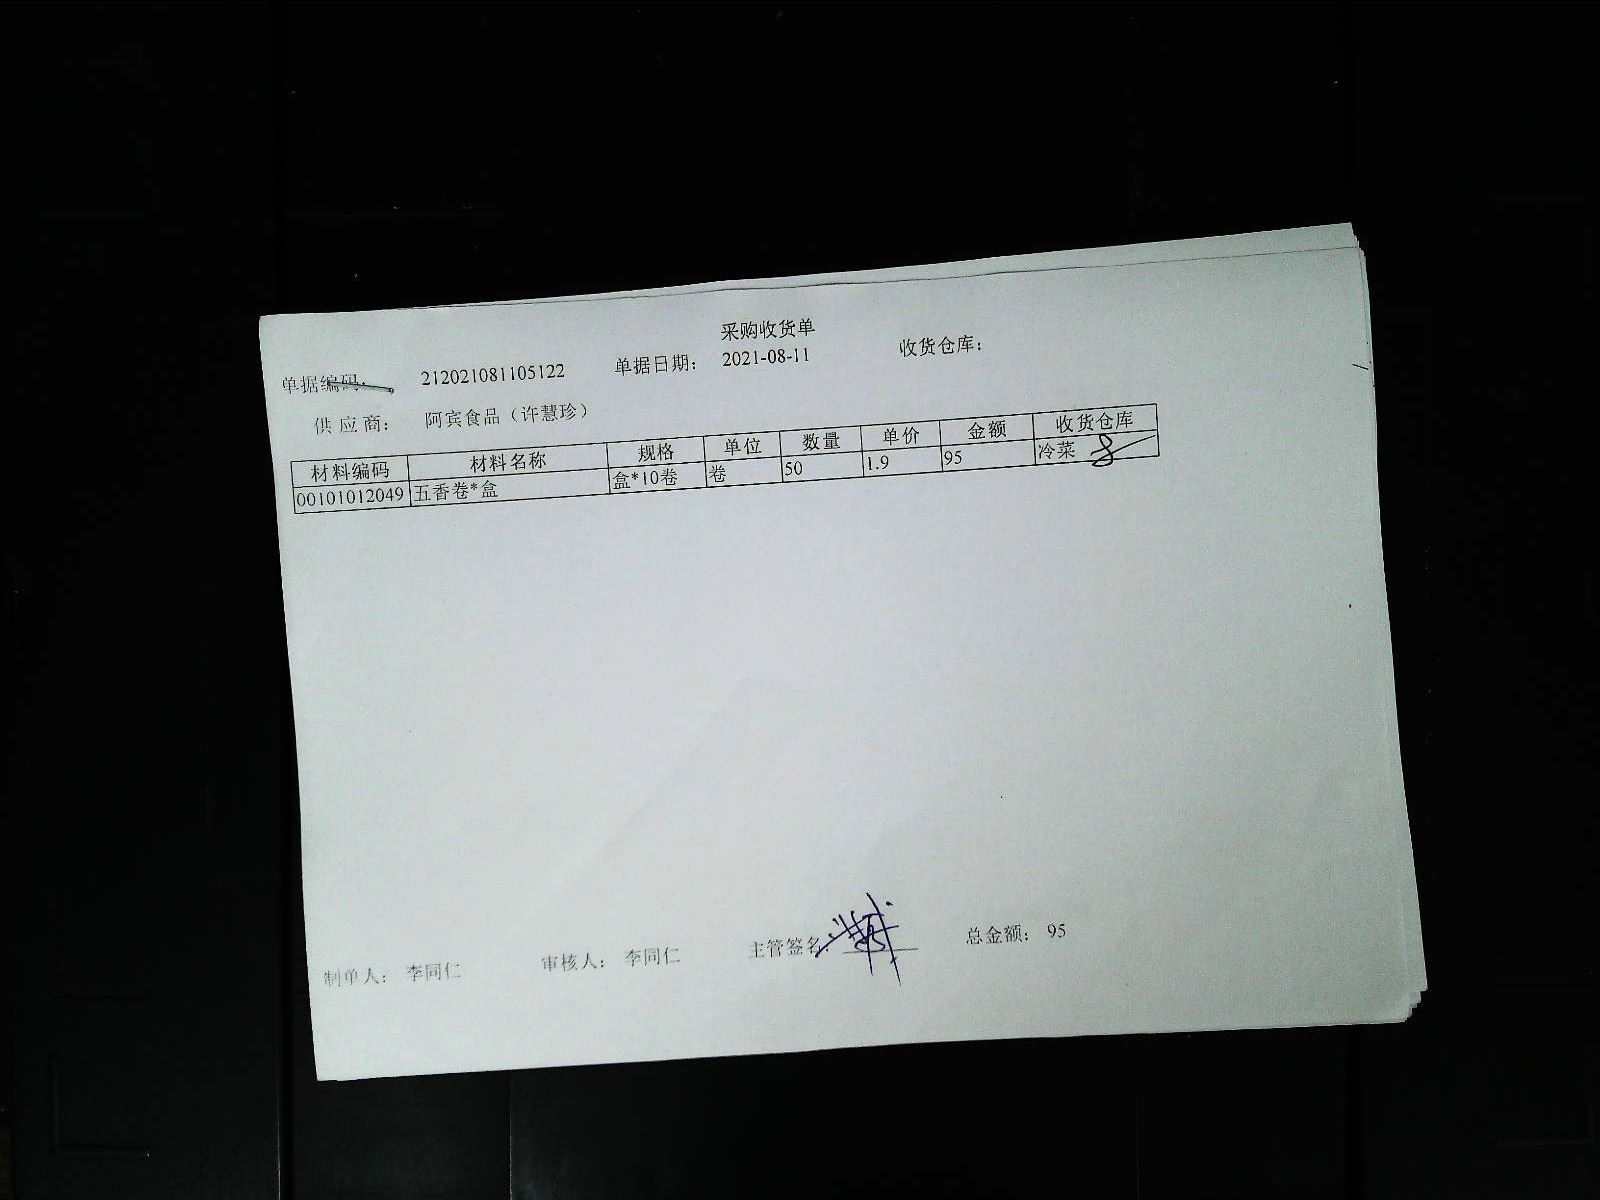 采购收货单
单据编码: 212021081105122 单据日期: 2021-08-11 收货仓库:
供应商: 阿宾食品（许慧珍）
材料编码 材料名称 规格 单位 数量 单价 金额 收货仓库
00101012049 五香卷*盒 盒*10卷 卷 50 1.9 95 冷菜
制单人: 李同仁 审核人: 李同仁 主管签名: 总金额: 95